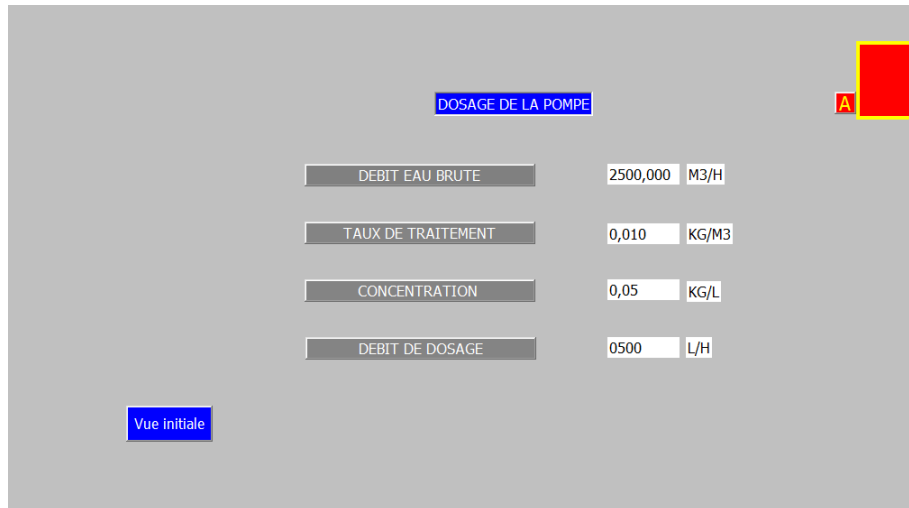 DOSAGE DE LA POMPE
A
DEBIT EAU BRUTE 2500,000 M3/H
TAUX DE TRAITEMENT 0,010 KG/M3
CONCENTRATION 0,05 KG/L
DEBIT DE DOSAGE 0500 L/H
Vue initiale